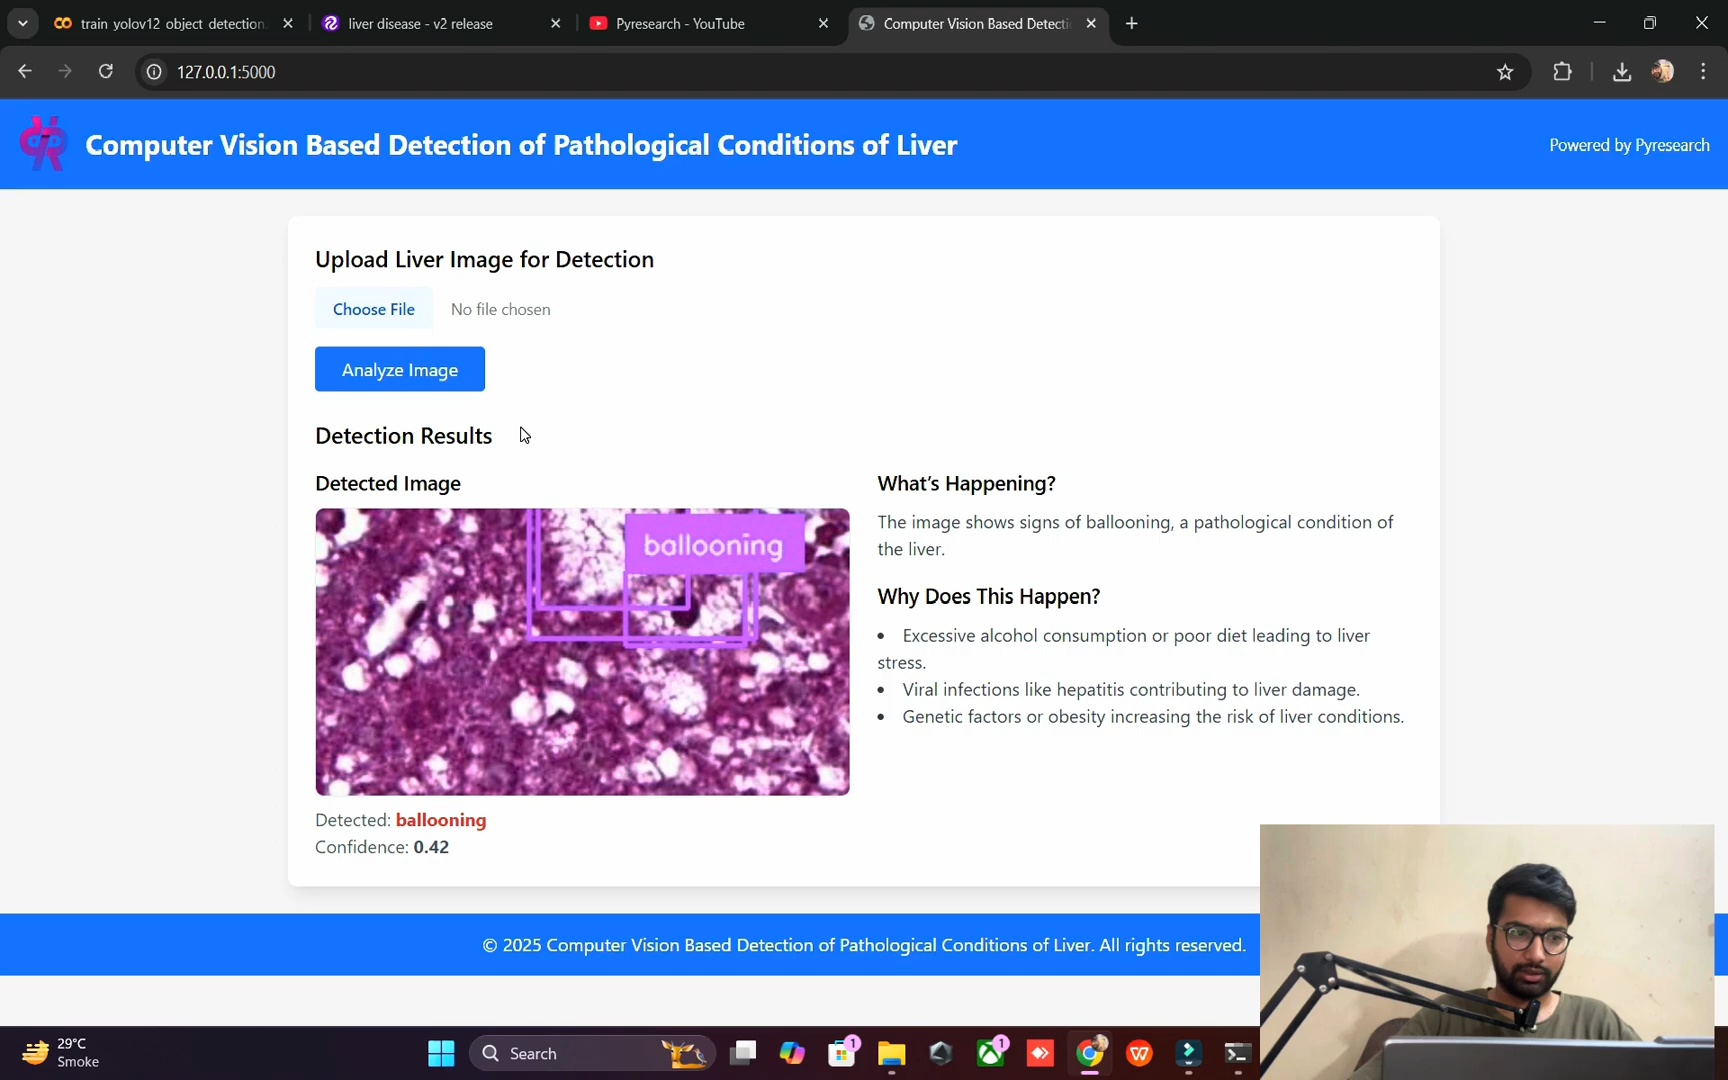 train yolov12 object detection.
liver disease - v2 release
Pyresearch - YouTube
Computer Vision Based Detecti
127.0.0.1:5000
Computer Vision Based Detection of Pathological Conditions of Liver
Powered by Pyresearch
Upload Liver Image for Detection
Choose File No file chosen
Analyze Image
Detection Results
Detected Image
ballooning
Detected: ballooning
Confidence: 0.42
What's Happening?
The image shows signs of ballooning, a pathological condition of
the liver.
Why Does This Happen?
• Excessive alcohol consumption or poor diet leading to liver
stress.
• Viral infections like hepatitis contributing to liver damage.
• Genetic factors or obesity increasing the risk of liver conditions.
© 2025 Computer Vision Based Detection of Pathological Conditions of Liver. All rights reserved.
29°C
Smoke
Search
1
1